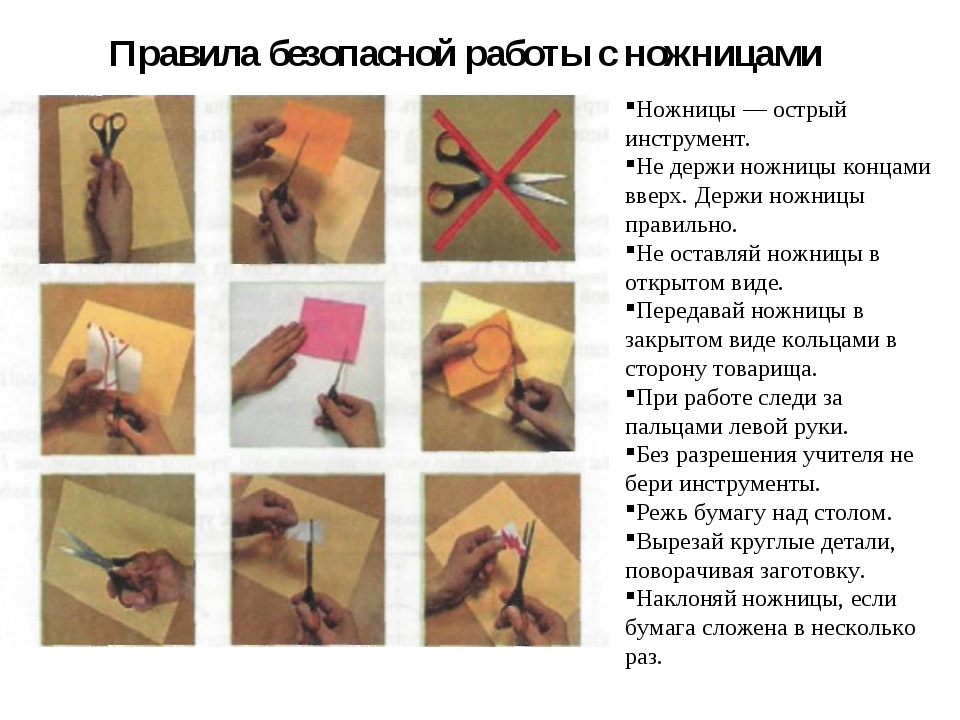 Правила безопасной работы с ножницами
▪Ножницы — острый
инструмент.
▪Не держи ножницы концами
вверх. Держи ножницы
правильно.
▪Не оставляй ножницы в
открытом виде.
▪Передавай ножницы в
закрытом виде кольцами в
сторону товарища.
▪При работе следи за
пальцами левой руки.
▪Без разрешения учителя не
бери инструменты.
▪Режь бумагу над столом.
▪Вырезай круглые детали,
поворачивая заготовку.
▪Наклоняй ножницы, если
бумага сложена в несколько
раз.